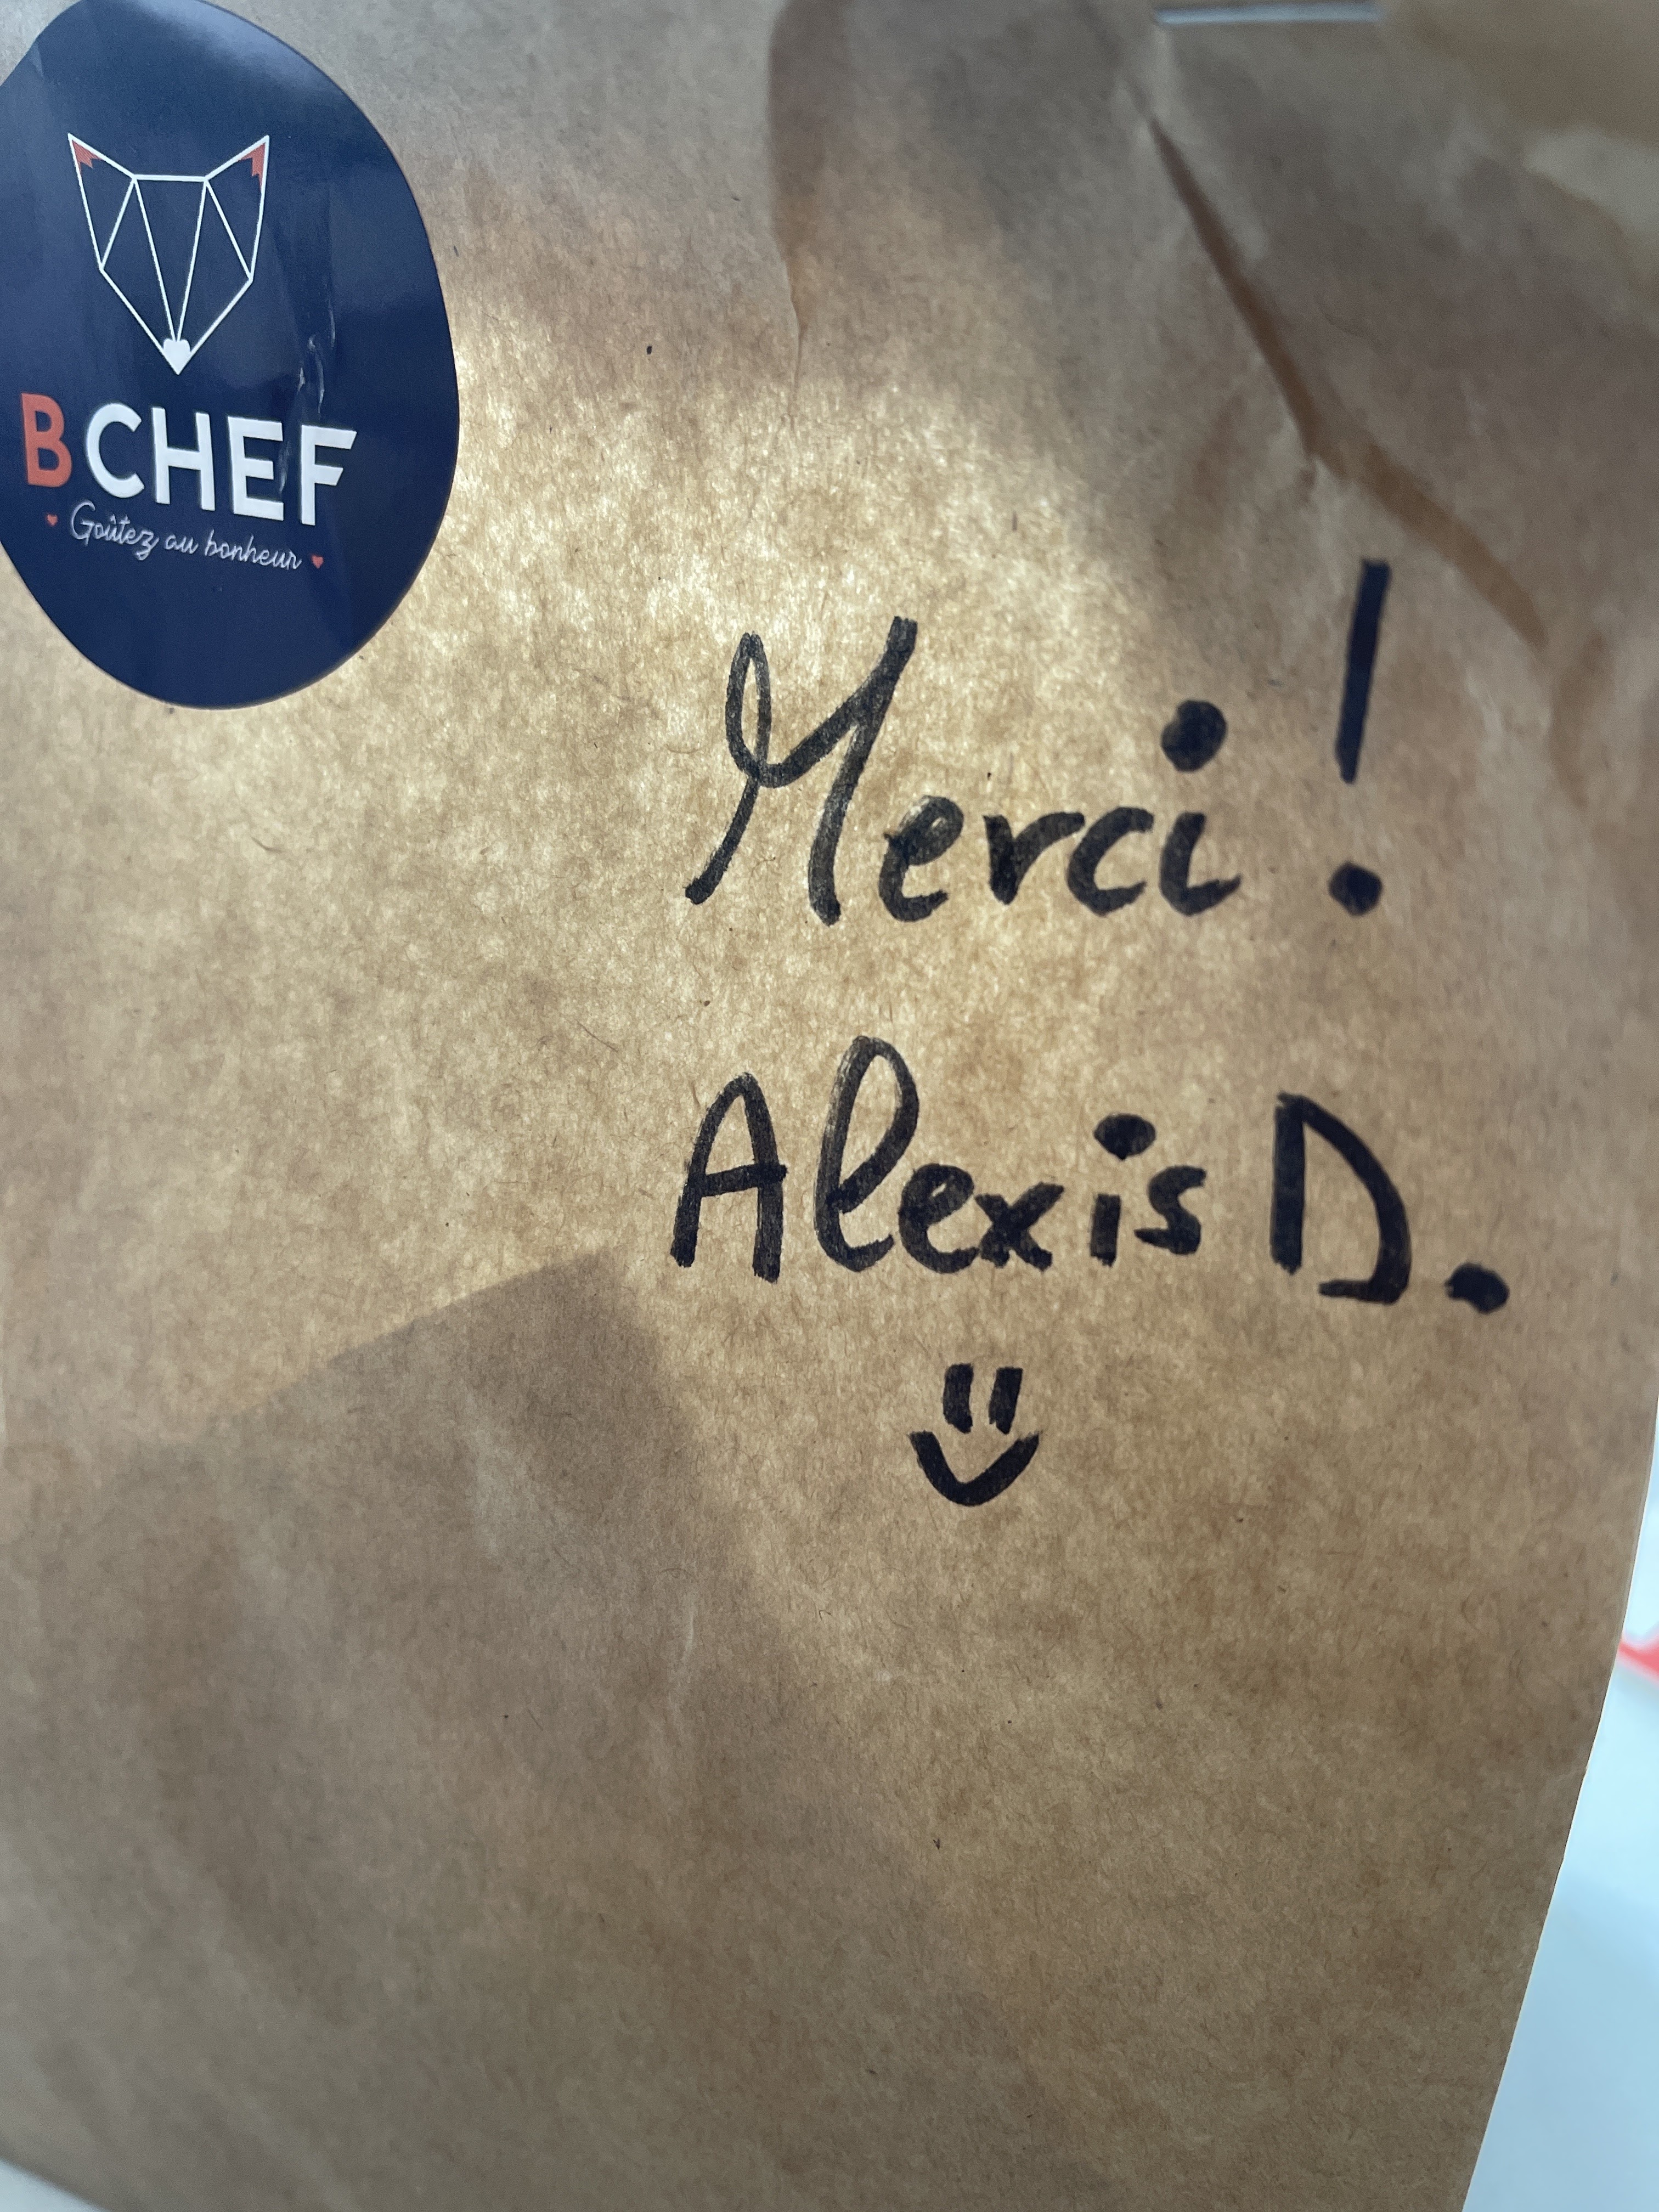 BCHEF
Goûtez au bonheur
Merci !
Alexis D.